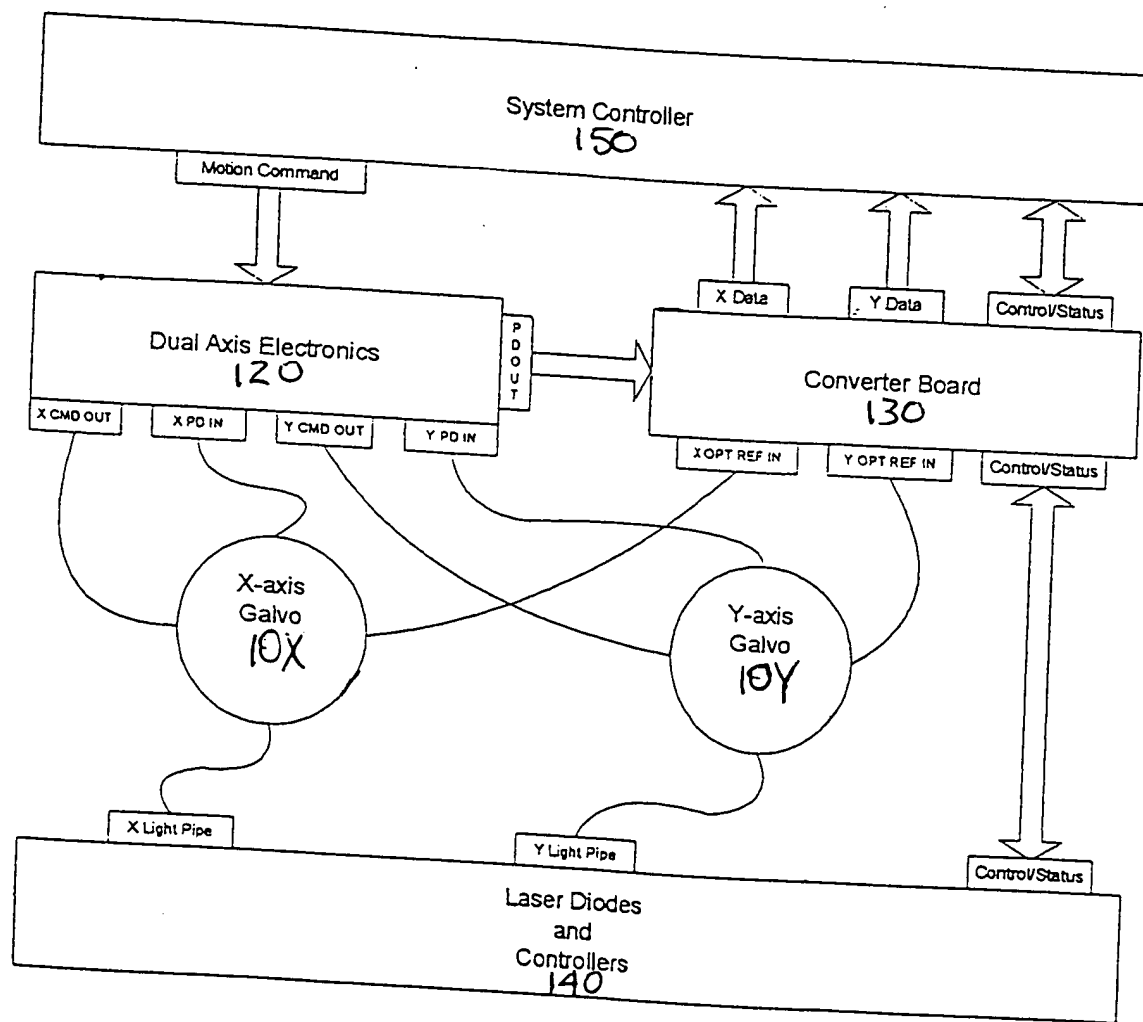 System Controller
150
Motion Command
X Data
Y Data
Control/Status
Dual Axis Electronics
120
PDOUT
Converter Board
130
X CMD OUT
X PD IN
Y CMD OUT
Y PD IN
X OPT REF IN
Y OPT REF IN
Control/Status
X-axis
Galvo
10X
Y-axis
Galvo
10Y
X Light Pipe
Y Light Pipe
Control/Status
Laser Diodes
and
Controllers
140